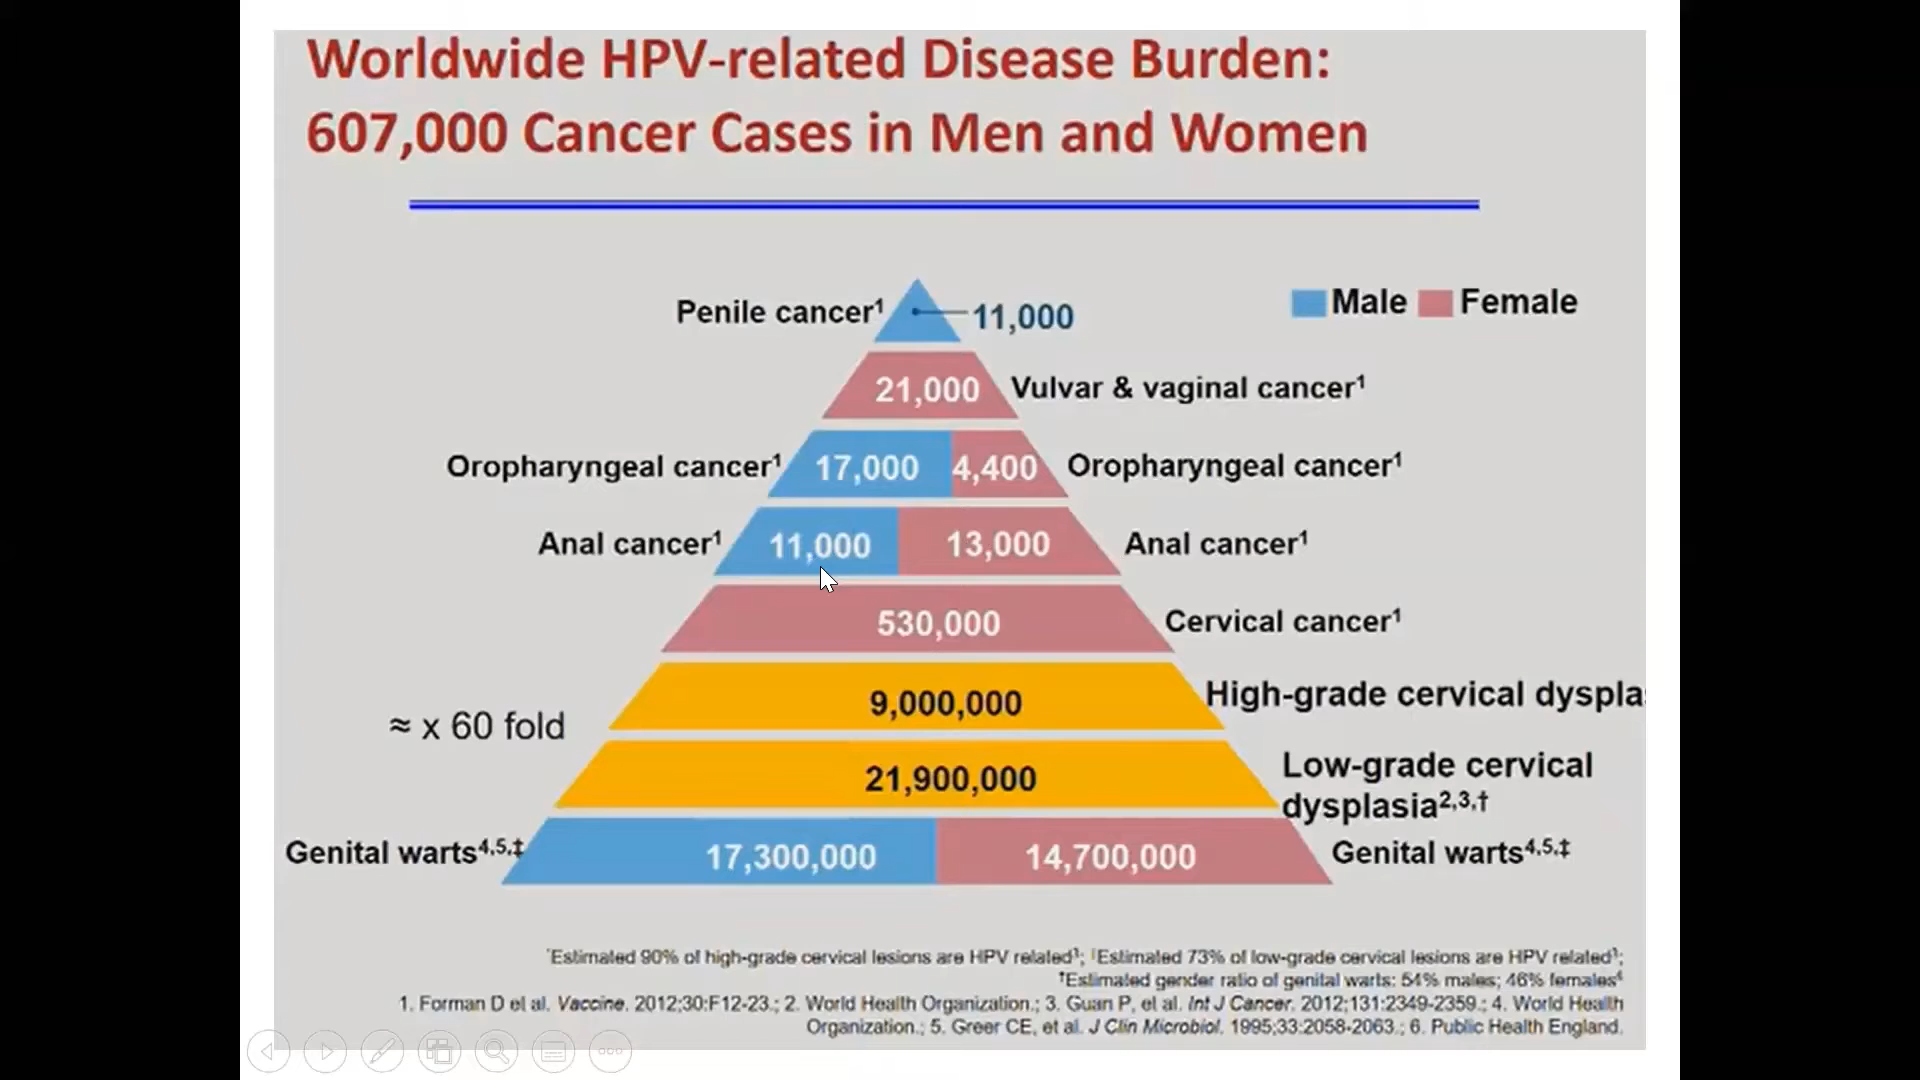 Worldwide HPV-related Disease Burden:
607,000 Cancer Cases in Men and Women
Male Female
Penile cancer¹ 11,000
21,000 Vulvar & vaginal cancer¹
Oropharyngeal cancer¹ 17,000 4,400 Oropharyngeal cancer¹
Anal cancer¹ 11,000 13,000 Anal cancer¹
530,000 Cervical cancer¹
9,000,000 High-grade cervical dyspla
≈ x 60 fold
21,900,000 Low-grade cervical
dysplasia²,³,†
Genital warts⁴,⁵,‡ 17,300,000 14,700,000 Genital warts⁴,⁵,‡
Estimated 90% of high-grade cervical lesions are HPV related³; Estimated 73% of low-grade cervical lesions are HPV related³;
Estimated gender ratio of genital warts: 54% males; 46% females⁶
1. Forman D et al. Vaccine. 2012;30:F12-23.; 2. World Health Organization.; 3. Guan P, et al. Int J Cancer. 2012;131:2349-2359.; 4. World Health
Organization.; 5. Greer CE, et al. J Clin Microbiol. 1995;33:2058-2063.; 6. Public Health England.